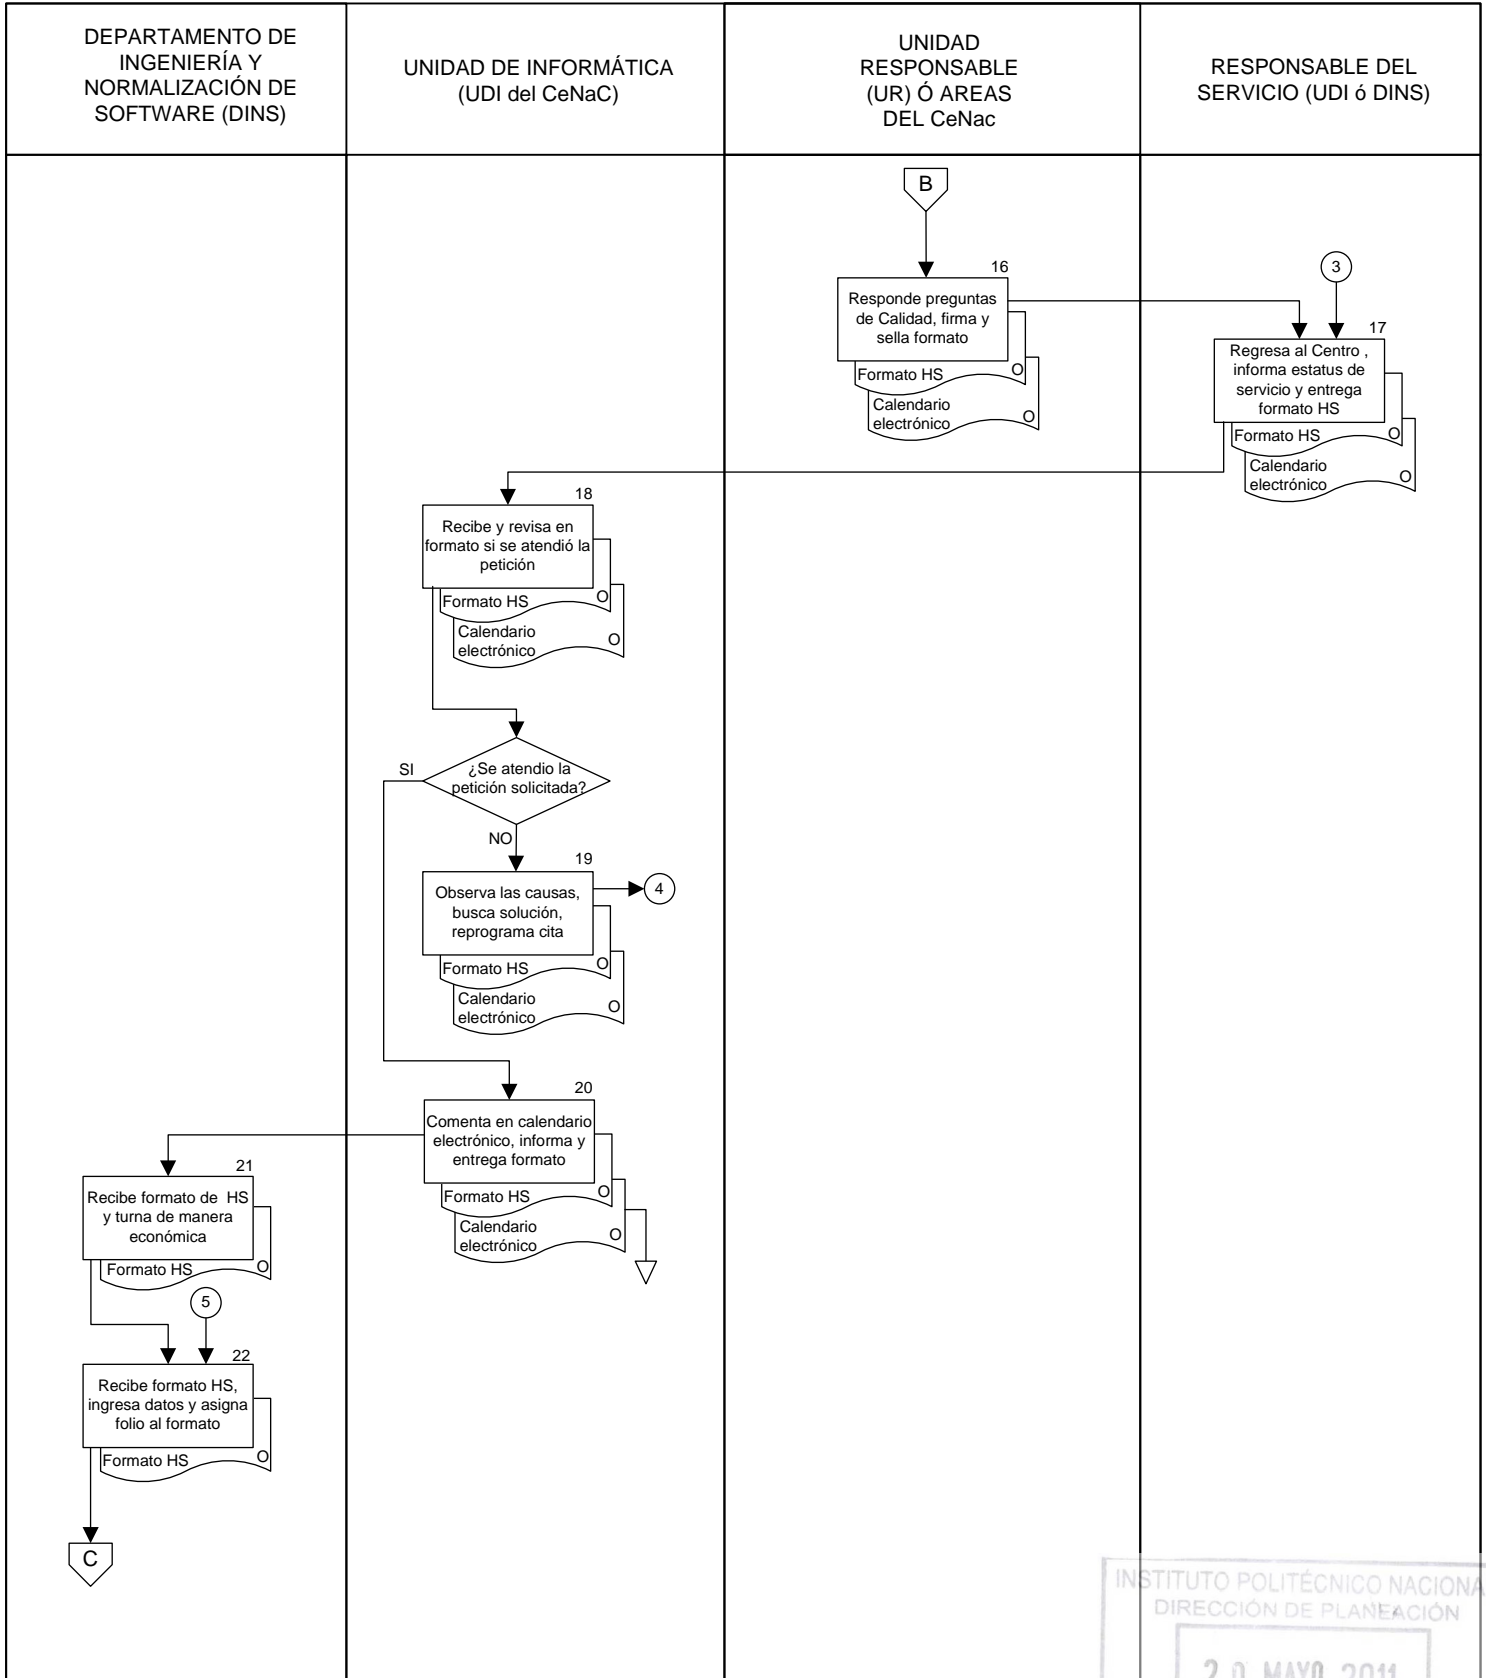 DEPARTAMENTO DE
INGENIERÍA Y
NORMALIZACIÓN DE
SOFTWARE (DINS)
UNIDAD DE INFORMÁTICA
(UDI del CeNaC)
UNIDAD
RESPONSABLE
(UR) Ó AREAS
DEL CeNac
RESPONSABLE DEL
SERVICIO (UDI ó DINS)
B
16
Responde preguntas
de Calidad, firma y
sella formato
Formato HS
O
Calendario
electrónico
O
3
17
Regresa al Centro ,
informa estatus de
servicio y entrega
formato HS
Formato HS
O
Calendario
electrónico
O
18
Recibe y revisa en
formato si se atendió la
petición
Formato HS
O
Calendario
electrónico
O
SI
¿Se atendio la
petición solicitada?
NO
19
Observa las causas,
busca solución,
reprograma cita
4
Formato HS
O
Calendario
electrónico
O
20
Comenta en calendario
electrónico, informa y
entrega formato
Formato HS
O
Calendario
electrónico
O
21
Recibe formato de HS
y turna de manera
económica
Formato HS
O
5
22
Recibe formato HS,
ingresa datos y asigna
folio al formato
Formato HS
O
C
INSTITUTO POLITÉCNICO NACIONA
DIRECCIÓN DE PLANEACIÓN
2 0 MAYO 2011